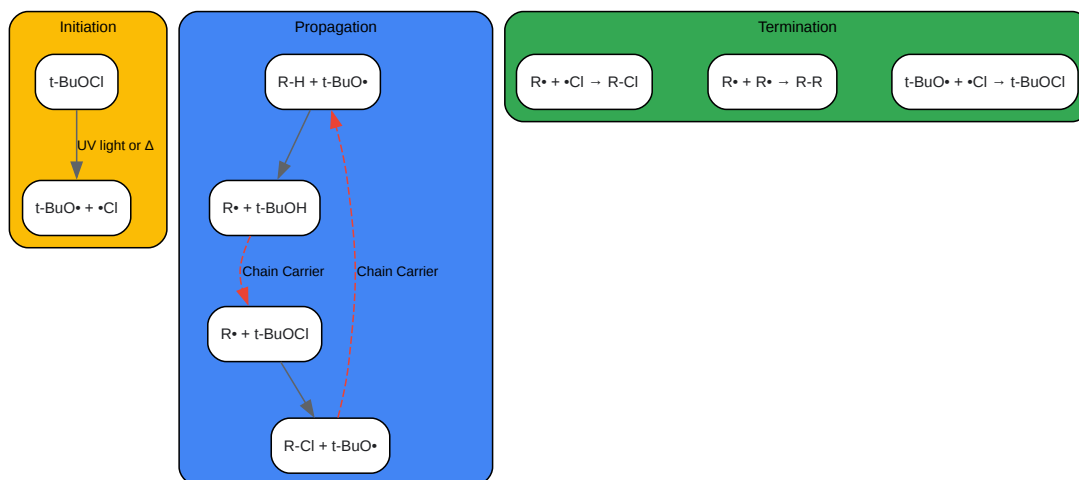 Initiation
t-BuOCl
UV light or Δ
t-BuO• + •Cl
Propagation
R-H + t-BuO•
R• + t-BuOH
Chain Carrier
Chain Carrier
R• + t-BuOCl
R-Cl + t-BuO•
Termination
R• + •Cl → R-Cl
R• + R• → R-R
t-BuO• + •Cl → t-BuOCl